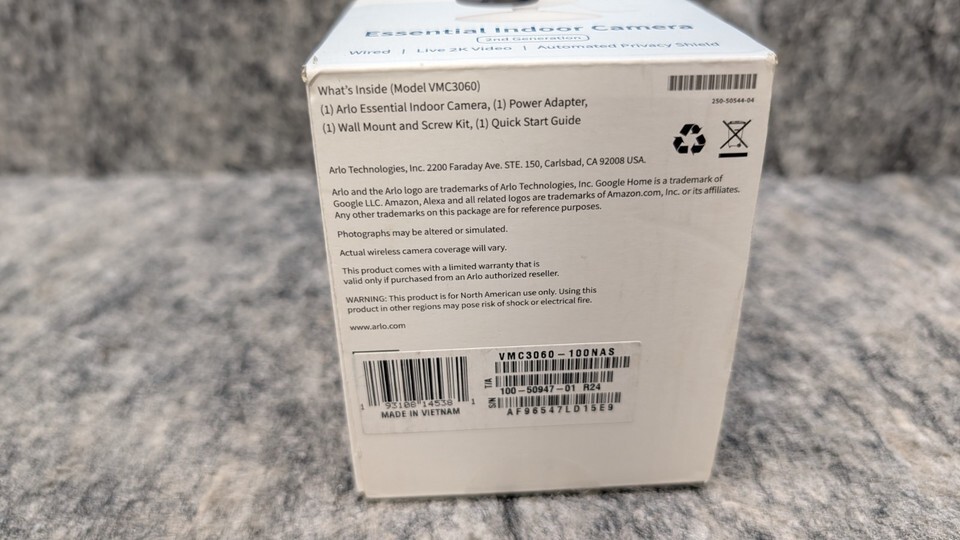 Essential Indoor Camera
2nd Generation
Wired | Live 2K Video | Automated Privacy Shield
What's Inside (Model VMC3060)
(1) Arlo Essential Indoor Camera, (1) Power Adapter,
(1) Wall Mount and Screw Kit, (1) Quick Start Guide
250-50544-04
Arlo Technologies, Inc. 2200 Faraday Ave. STE. 150, Carlsbad, CA 92008 USA.
Arlo and the Arlo logo are trademarks of Arlo Technologies, Inc. Google Home is a trademark of
Google LLC. Amazon, Alexa and all related logos are trademarks of Amazon.com, Inc. or its affiliates.
Any other trademarks on this package are for reference purposes.
Photographs may be altered or simulated.
Actual wireless camera coverage will vary.
This product comes with a limited warranty that is
valid only if purchased from an Arlo authorized reseller.
WARNING: This product is for North American use only. Using this
product in other regions may pose risk of shock or electrical fire.
www.arlo.com
1 93108 14538 1
MADE IN VIETNAM
VMC3060-100NAS
T/A
100-50947-01 R24
S/N
AF96547LD15E9